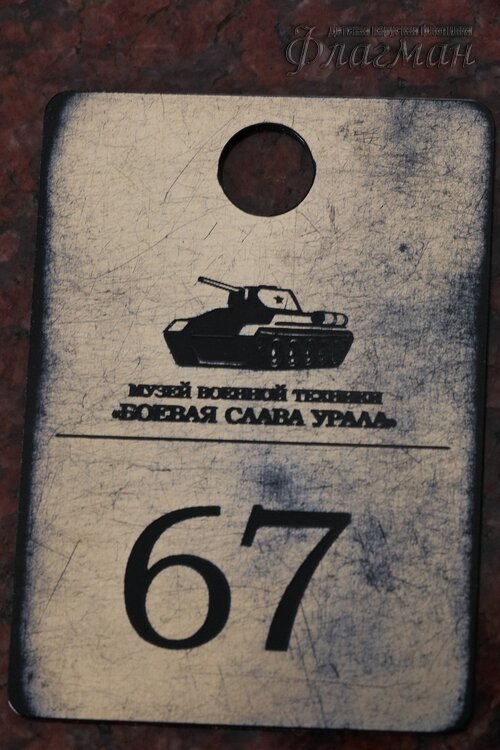 Флагман
МУЗЕЙ ВОЕННОЙ ТЕХНИКИ
«БОЕВАЯ СЛАВА УРАЛА»
67